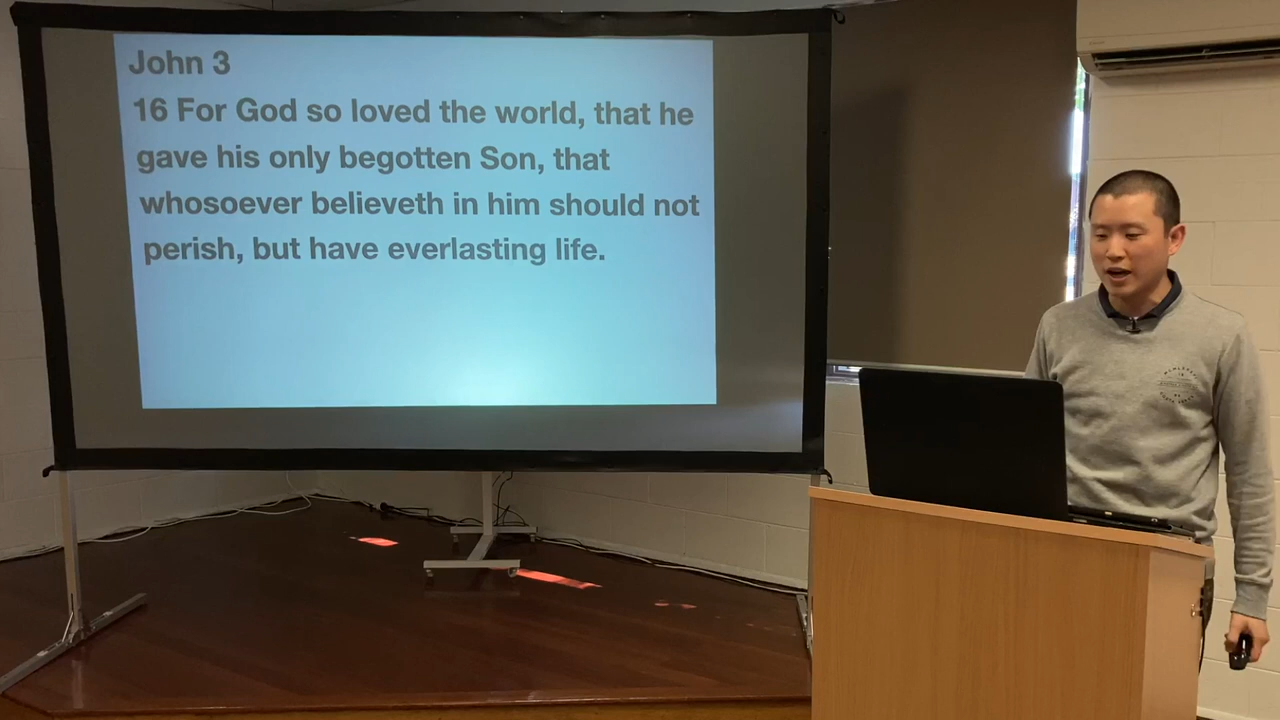 John 3
16 For God so loved the world, that he
gave his only begotten Son, that
whosoever believeth in him should not
perish, but have everlasting life.